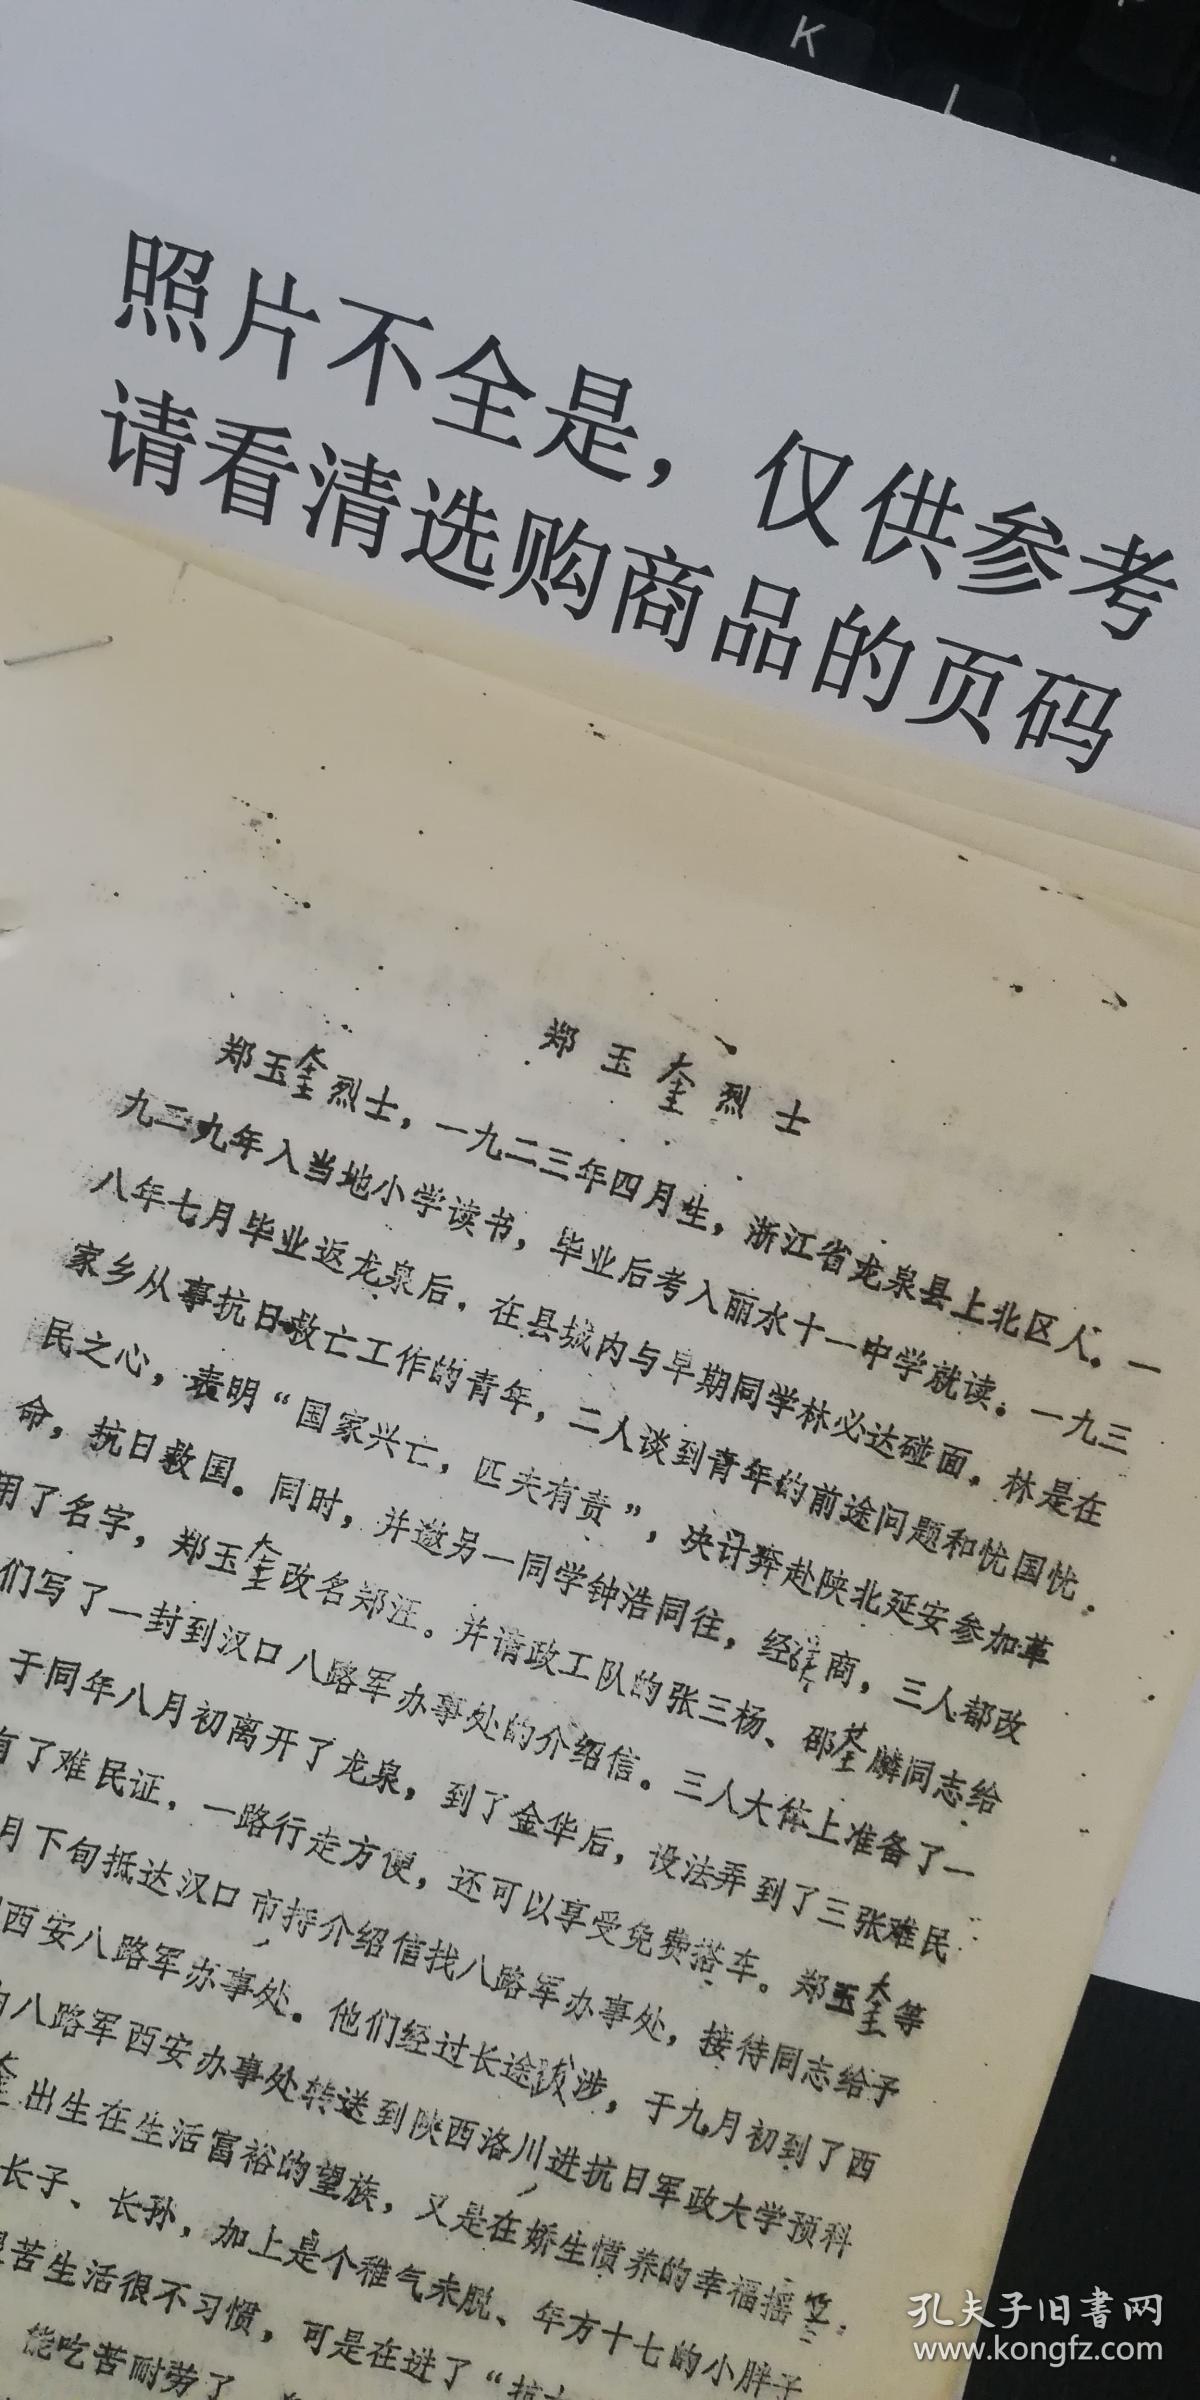 K
L
照片不全是，仅供参考
请看清选购商品的页码
郑玉奎烈士
郑玉奎烈士，一九二三年四月生，浙江省龙泉县上北区人。一
九二九年入当地小学读书，毕业后考入丽水十一中学就读。一九三
八年七月毕业返龙泉后，在县城内与早期同学林必达碰面，林是在
家乡从事抗日救亡工作的青年，二人谈到青年的前途问题和忧国忧
民之心，表明“国家兴亡，匹夫有责”，决计奔赴陕北延安参加革
命，抗日救国。同时，并邀另一同学钟浩同往，经 商，三人都改
用了名字，郑玉奎改名郑汪。并请政工队的张三杨、邵 麟同志给
们写了一封到汉口八路军办事处的介绍信。三人大体上准备了一
于同年八月初离开了龙泉，到了金华后，设法弄到了三张难民
有了难民证，一路行走方便，还可以享受免费搭车。郑玉奎等
月下旬抵达汉口市持介绍信找八路军办事处，接待同志给予
西安八路军办事处。他们经过长途跋涉，于九月初到了西
八路军西安办事处转送到陕西洛川进抗日军政大学预科
奎出生在生活富裕的望族，又是在娇生惯养的幸福摇
长子、长孙，加上是个稚气未脱、年方十七的小胖子
苦生活很不习惯，可是在进了“抗
能吃苦耐劳了
孔夫子旧书网
www.kongfz.com